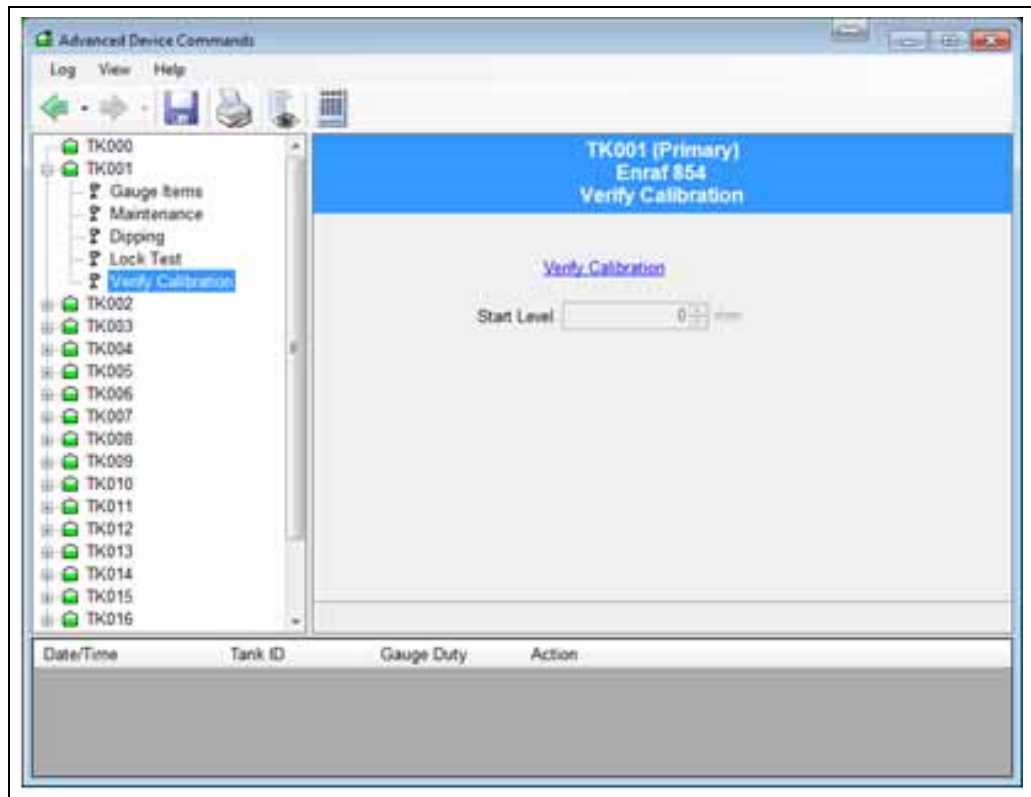 Advanced Device Commands
Log View Help
TK000
TK001
Gauge Items
Maintenance
Dipping
Lock Test
Verify Calibration
TK002
TK003
TK004
TK005
TK006
TK007
TK008
TK009
TK010
TK011
TK012
TK013
TK014
TK015
TK016
TK001 (Primary)
Enraf 854
Verify Calibration
Verify Calibration
Start Level 0
Date/Time Tank ID Gauge Duty Action